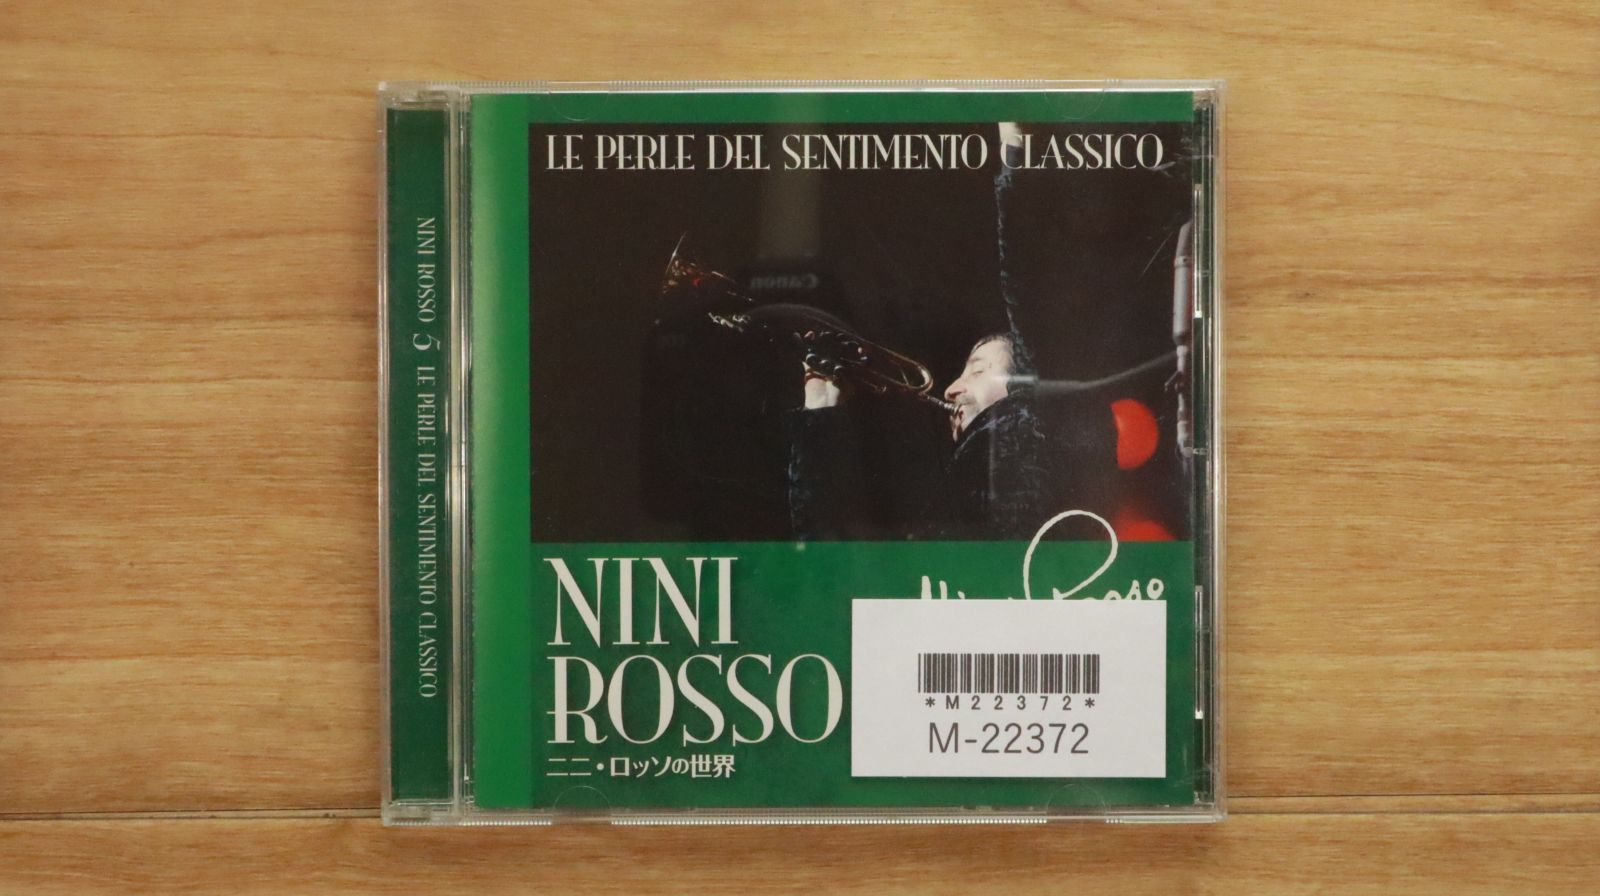 LE PERLE DEL SENTIMENTO CLASSICO
NINI ROSSO 5 LE PERLE DEL SENTIMENTO CLASSICO
Canon
NINI
ROSSO
ニニ・ロッソの世界
*M22372*
M-22372